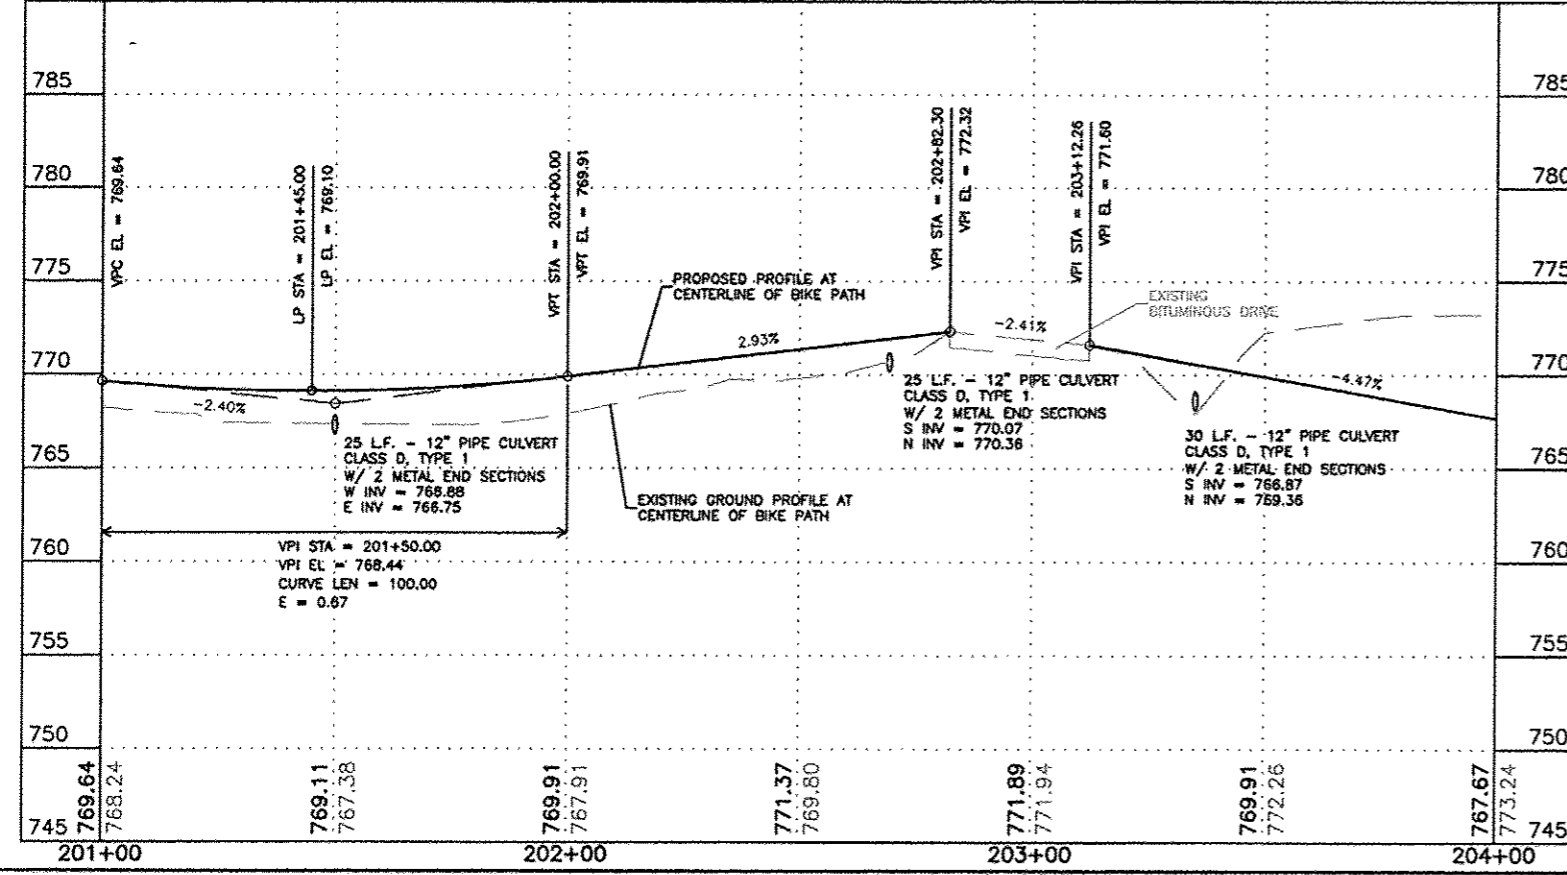 785
780
775
770
765
760
755
750
745
785
780
775
770
765
760
755
750
745
VPC EL = 769.64
LP STA = 201+45.00
LP EL = 769.10
VPT STA = 202+00.00
VPT EL = 769.91
VPI STA = 202+82.30
VPI EL = 772.32
VPI STA = 203+12.26
VPI EL = 771.60
PROPOSED PROFILE AT
CENTERLINE OF BIKE PATH
EXISTING
BITUMINOUS DRIVE
-2.40%
2.93%
-2.41%
-4.47%
25 L.F. - 12" PIPE CULVERT
CLASS D, TYPE 1
W/ 2 METAL END SECTIONS
W INV = 766.88
E INV = 766.75
25 L.F. - 12" PIPE CULVERT
CLASS D, TYPE 1
W/ 2 METAL END SECTIONS
S INV = 770.07
N INV = 770.36
30 L.F. - 12" PIPE CULVERT
CLASS D, TYPE 1
W/ 2 METAL END SECTIONS
S INV = 766.87
N INV = 769.36
EXISTING GROUND PROFILE AT
CENTERLINE OF BIKE PATH
VPI STA = 201+50.00
VPI EL = 768.44
CURVE LEN = 100.00
E = 0.67
769.64
768.24
769.11
767.38
769.91
767.91
771.37
769.80
771.89
771.94
769.91
772.26
767.67
773.24
201+00
202+00
203+00
204+00